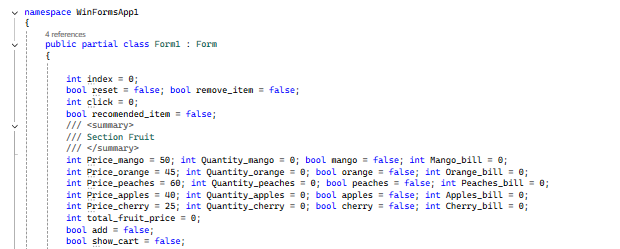 namespace WinFormsApp1
{
4 references
public partial class Form1 : Form
{
int index = 0;
bool reset = false; bool remove_item = false;
int click = 0;
bool recomended_item = false;
/// <summary>
/// Section Fruit
/// </summary>
int Price_mango = 50; int Quantity_mango = 0; bool mango = false; int Mango_bill = 0;
int Price_orange = 45; int Quantity_orange = 0; bool orange = false; int Orange_bill = 0;
int Price_peaches = 60; int Quantity_peaches = 0; bool peaches = false; int Peaches_bill = 0;
int Price_apples = 40; int Quantity_apples = 0; bool apples = false; int Apples_bill = 0;
int Price_cherry = 25; int Quantity_cherry = 0; bool cherry = false; int Cherry_bill = 0;
int total_fruit_price = 0;
bool add = false;
bool show_cart = false;